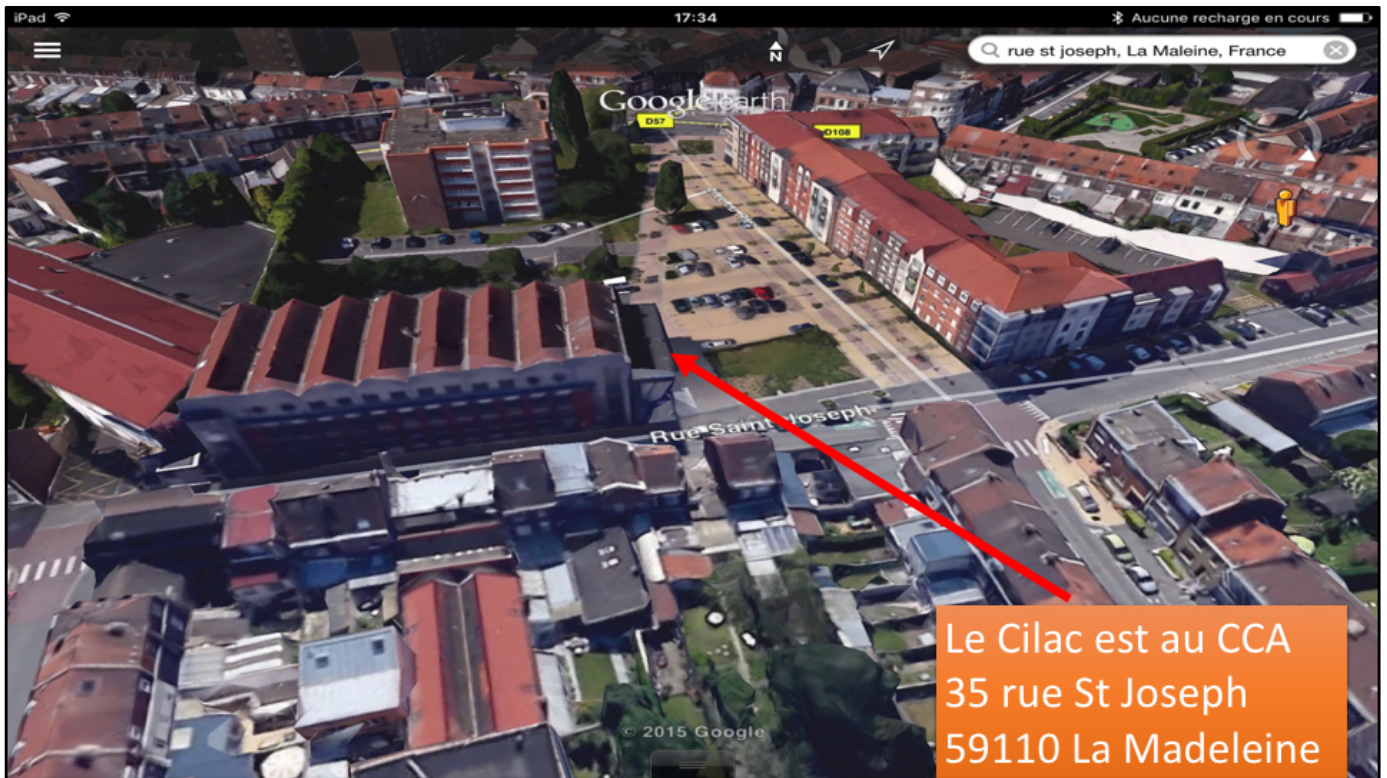 iPad
17:34
Aucune recharge en cours
N
rue st joseph, La Maleine, France
Google earth
D57
D108
Rue Saint-Joseph
Le Cilac est au CCA
35 rue St Joseph
59110 La Madeleine
© 2015 Google